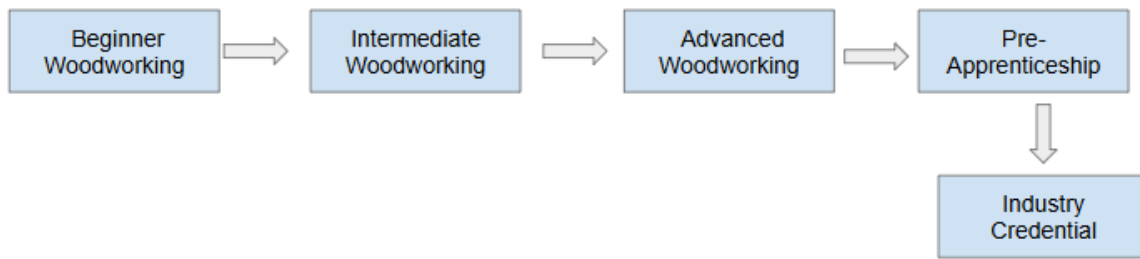 Beginner
Woodworking
Intermediate
Woodworking
Advanced
Woodworking
Pre-
Apprenticeship
Industry
Credential